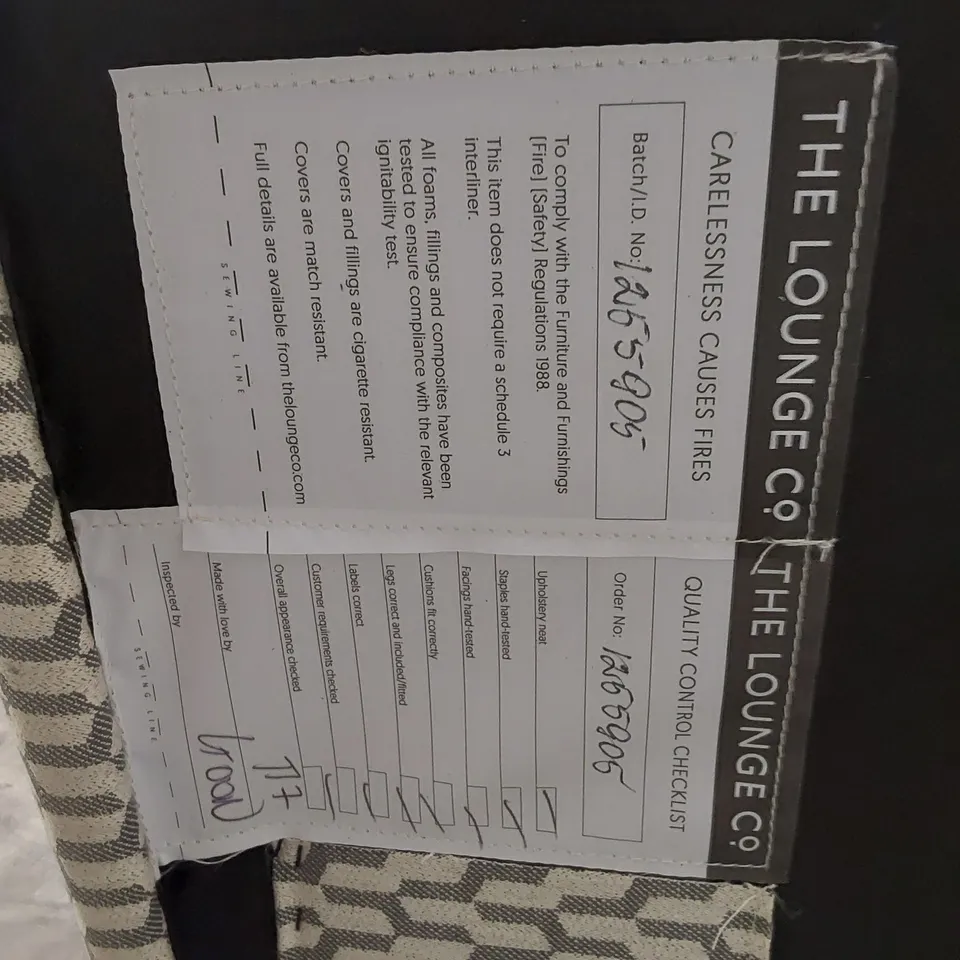 THE LOUNGE CO
CARELESSNESS CAUSES FIRES
Batch/I.D. No: 1265905
To comply with the Furniture and Furnishings
[Fire] [Safety] Regulations 1988.
This item does not require a schedule 3
interliner.
All foams, fillings and composites have been
tested to ensure compliance with the relevant
ignitability test.
Covers and fillings are cigarette resistant.
Covers are match resistant.
Full details are available from theloungeco.com
SEWING LINE
THE LOUNGE CO
QUALITY CONTROL CHECKLIST
Order No: 1265905
Upholstery neat
Staples hand-tested
Facings hand-tested
Cushions fit correctly
Legs correct and included/fitted
Labels correct
Customer requirements checked
Overall appearance checked
Made with love by
Inspected by
SEWING LINE